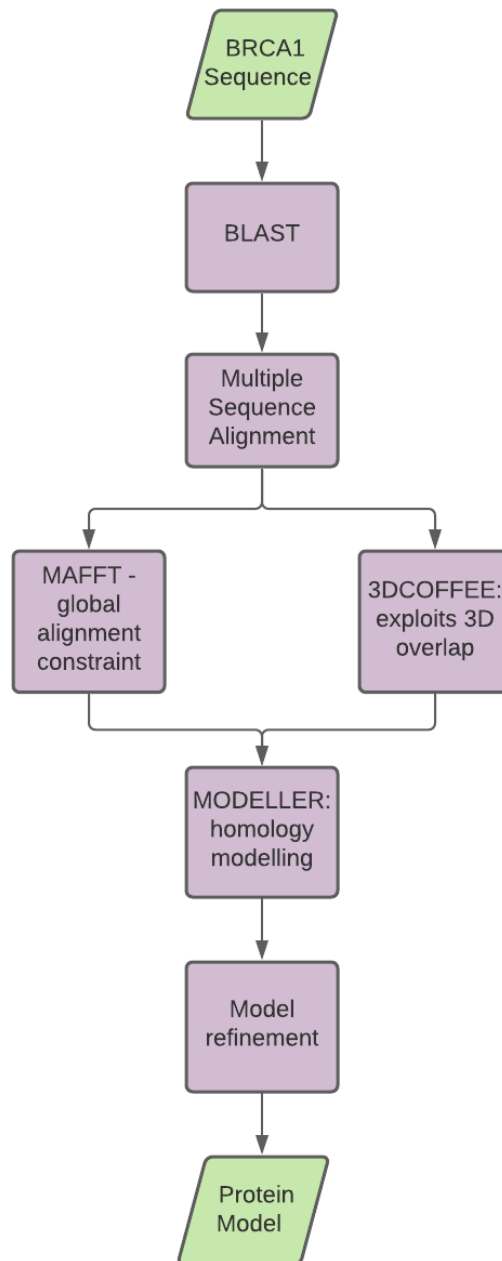 BRCA1
Sequence
BLAST
Multiple
Sequence
Alignment
MAFFT -
global
alignment
constraint
3DCOFFEE:
exploits 3D
overlap
MODELLER:
homology
modelling
Model
refinement
Protein
Model